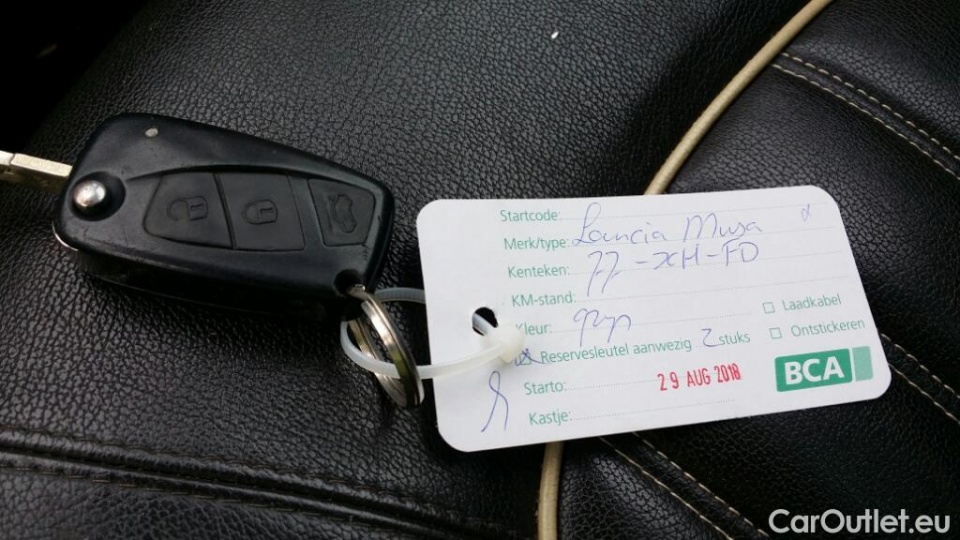 Startcode:
Merk/type: Lancia Musa
Kenteken: 77-XH-FD
KM-stand:
Kleur:
Laadkabel
Reservesleutel aanwezig 2 stuks
Ontstickeren
Starto: 29 AUG 2018
Kastje:
BCA
CarOutlet.eu